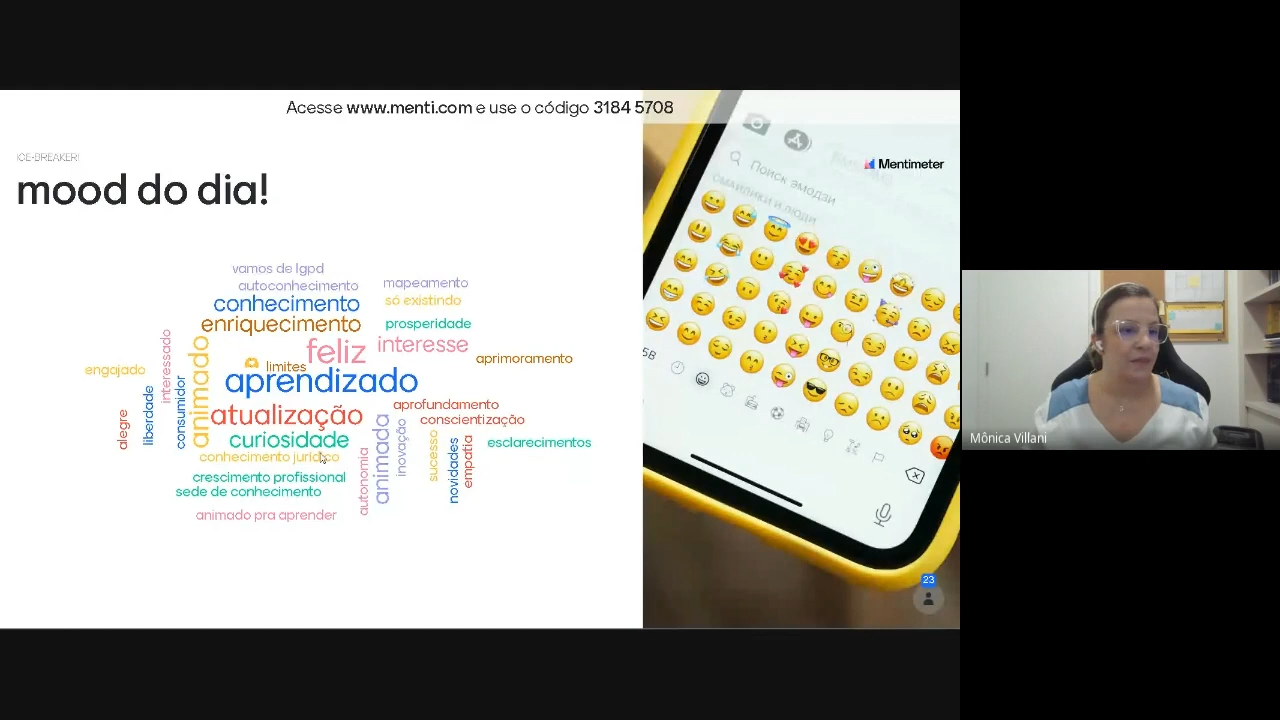 Acesse www.menti.com e use o código 3184 5708
ICE-BREAKER!
mood do dia!
Mentimeter
Поиск эмодзи
СМАЙЛИКИ И ЛЮДИ
vamos de lgpd
autoconhecimento
mapeamento
conhecimento
só existindo
enriquecimento
prosperidade
feliz
interesse
aprimoramento
limites
engajado
interessado
animado
aprendizado
alegre
liberdade
consumidor
atualização
aprofundamento
conscientização
curiosidade
esclarecimentos
conhecimento jurídico
autonomia
animada
inovação
sucesso
novidades
empatia
crescimento profissional
sede de conhecimento
animado pra aprender
23
Mônica Villani